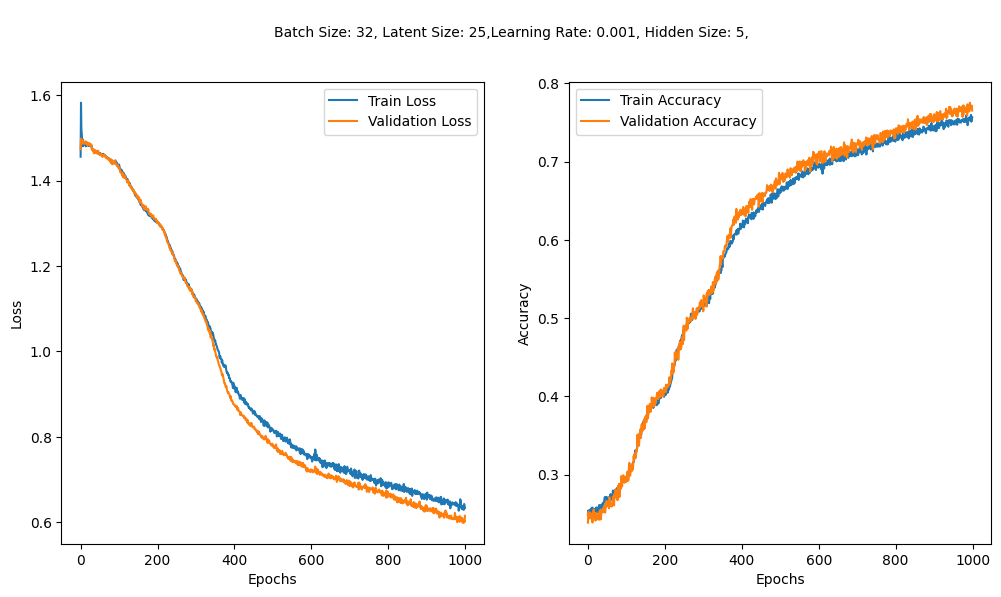 Batch Size: 32, Latent Size: 25,Learning Rate: 0.001, Hidden Size: 5,
1.6
1.4
1.2
1.0
0.8
0.6
Loss
0
200
400
600
800
1000
Epochs
Train Loss
Validation Loss
0.8
0.7
0.6
0.5
0.4
0.3
Accuracy
0
200
400
600
800
1000
Epochs
Train Accuracy
Validation Accuracy